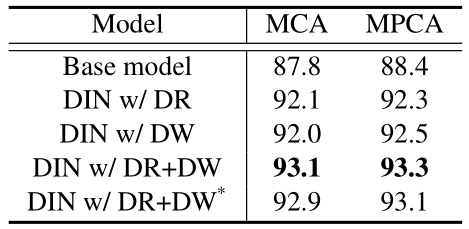 Model MCA MPCA
Base model 87.8 88.4
DIN w/ DR 92.1 92.3
DIN w/ DW 92.0 92.5
DIN w/ DR+DW 93.1 93.3
DIN w/ DR+DW* 92.9 93.1